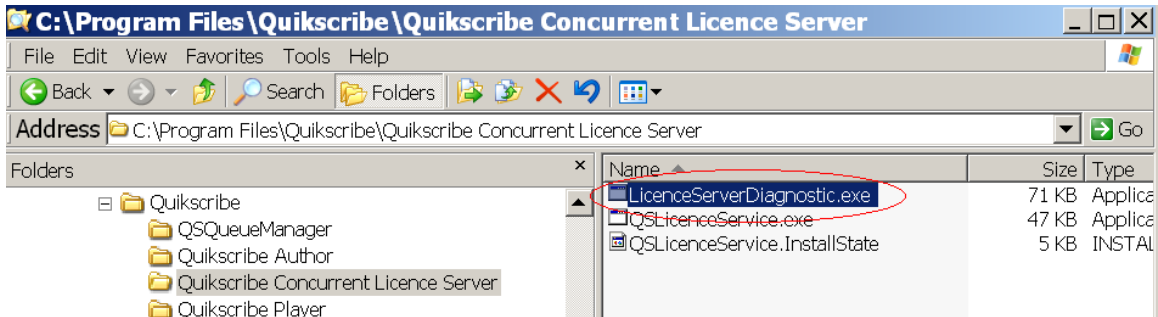 C:\Program Files\Quikscribe\Quikscribe Concurrent Licence Server
File Edit View Favorites Tools Help
Back Search Folders
Address C:\Program Files\Quikscribe\Quikscribe Concurrent Licence Server Go
Folders x Name Size Type
Quikscribe LicenceServerDiagnostic.exe 71 KB Applica
QSQueueManager QSLicenceService.exe 47 KB Applica
Quikscribe Author QSLicenceService.InstallState 5 KB INSTAL
Quikscribe Concurrent Licence Server
Quikscribe Player